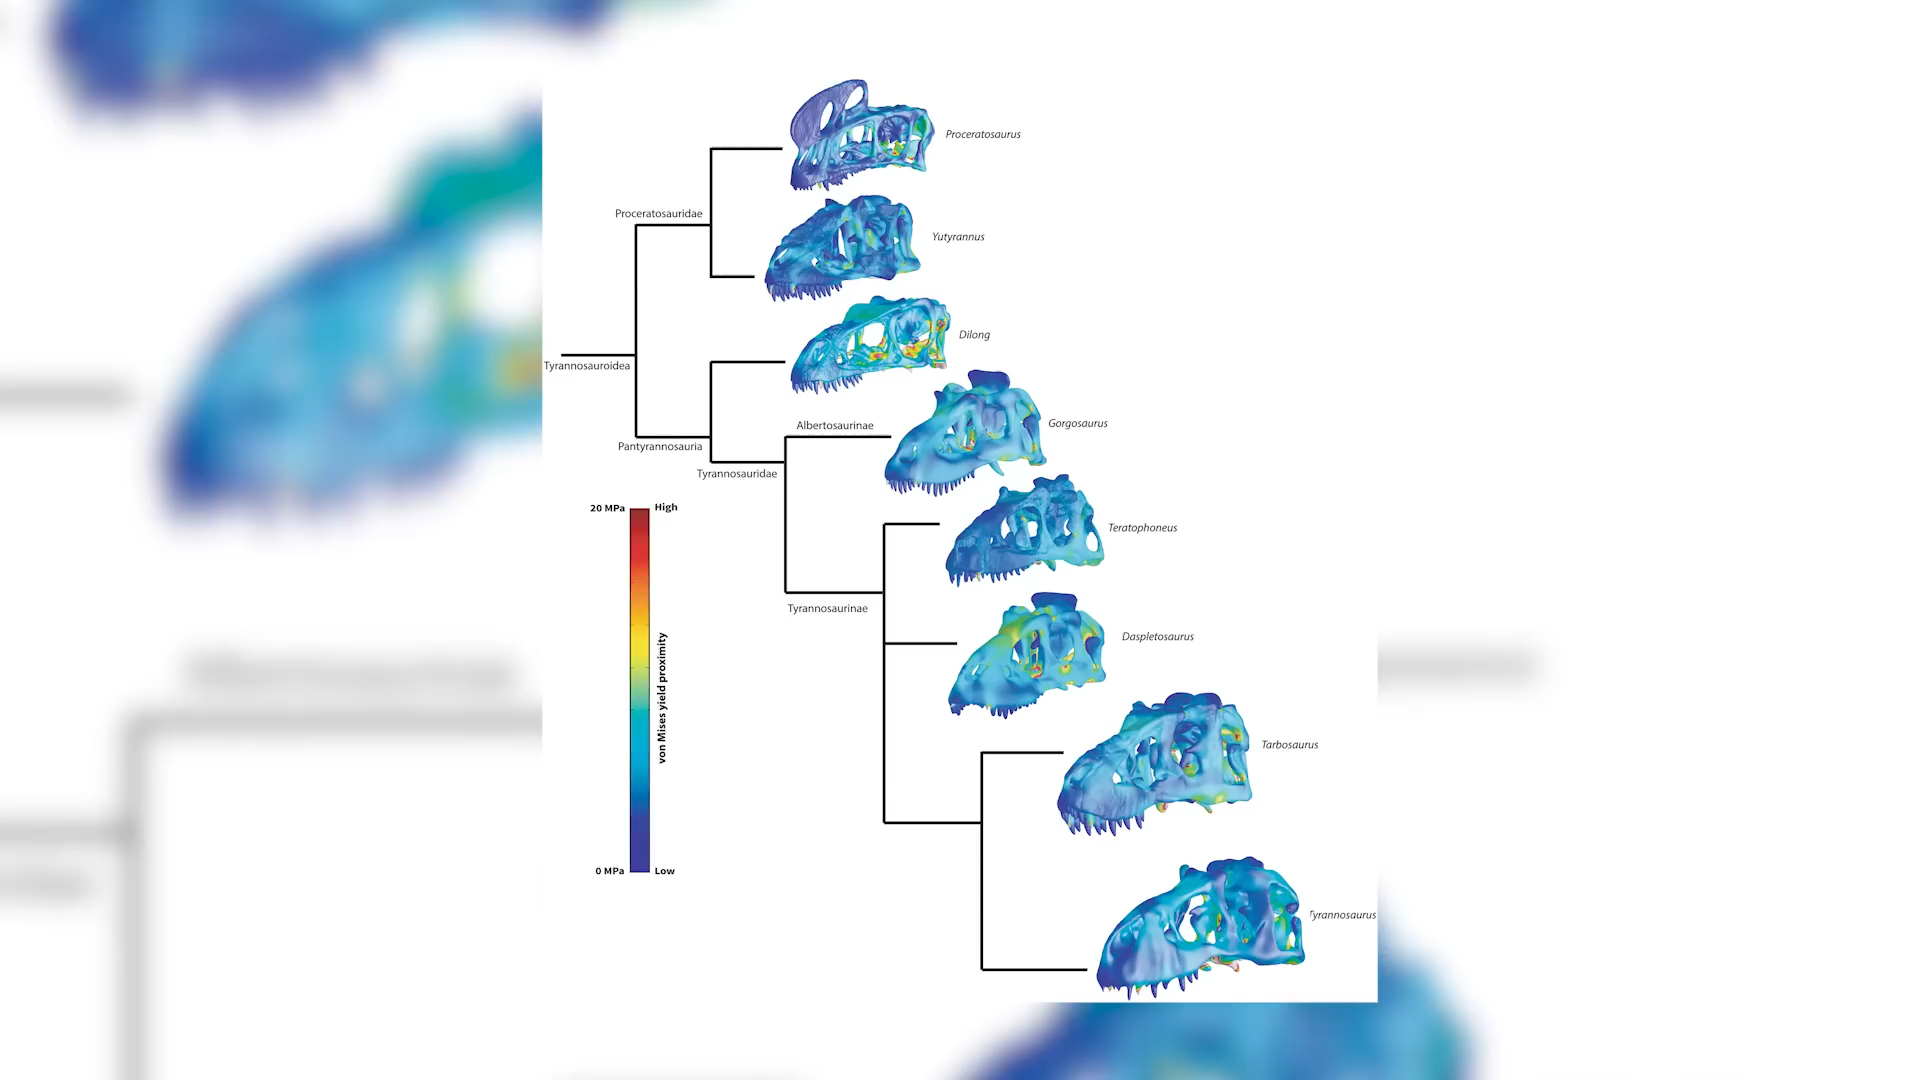 Proceratosaurus
Proceratosauridae
Yutyrannus
Dilong
Tyrannosauroidea
Albertosaurinae
Gorgosaurus
Pantyrannosauria
Tyrannosauridae
20 MPa High
Teratophoneus
Tyrannosaurinae
Daspletosaurus
von Mises yield proximity
Tarbosaurus
0 MPa Low
Tyrannosaurus